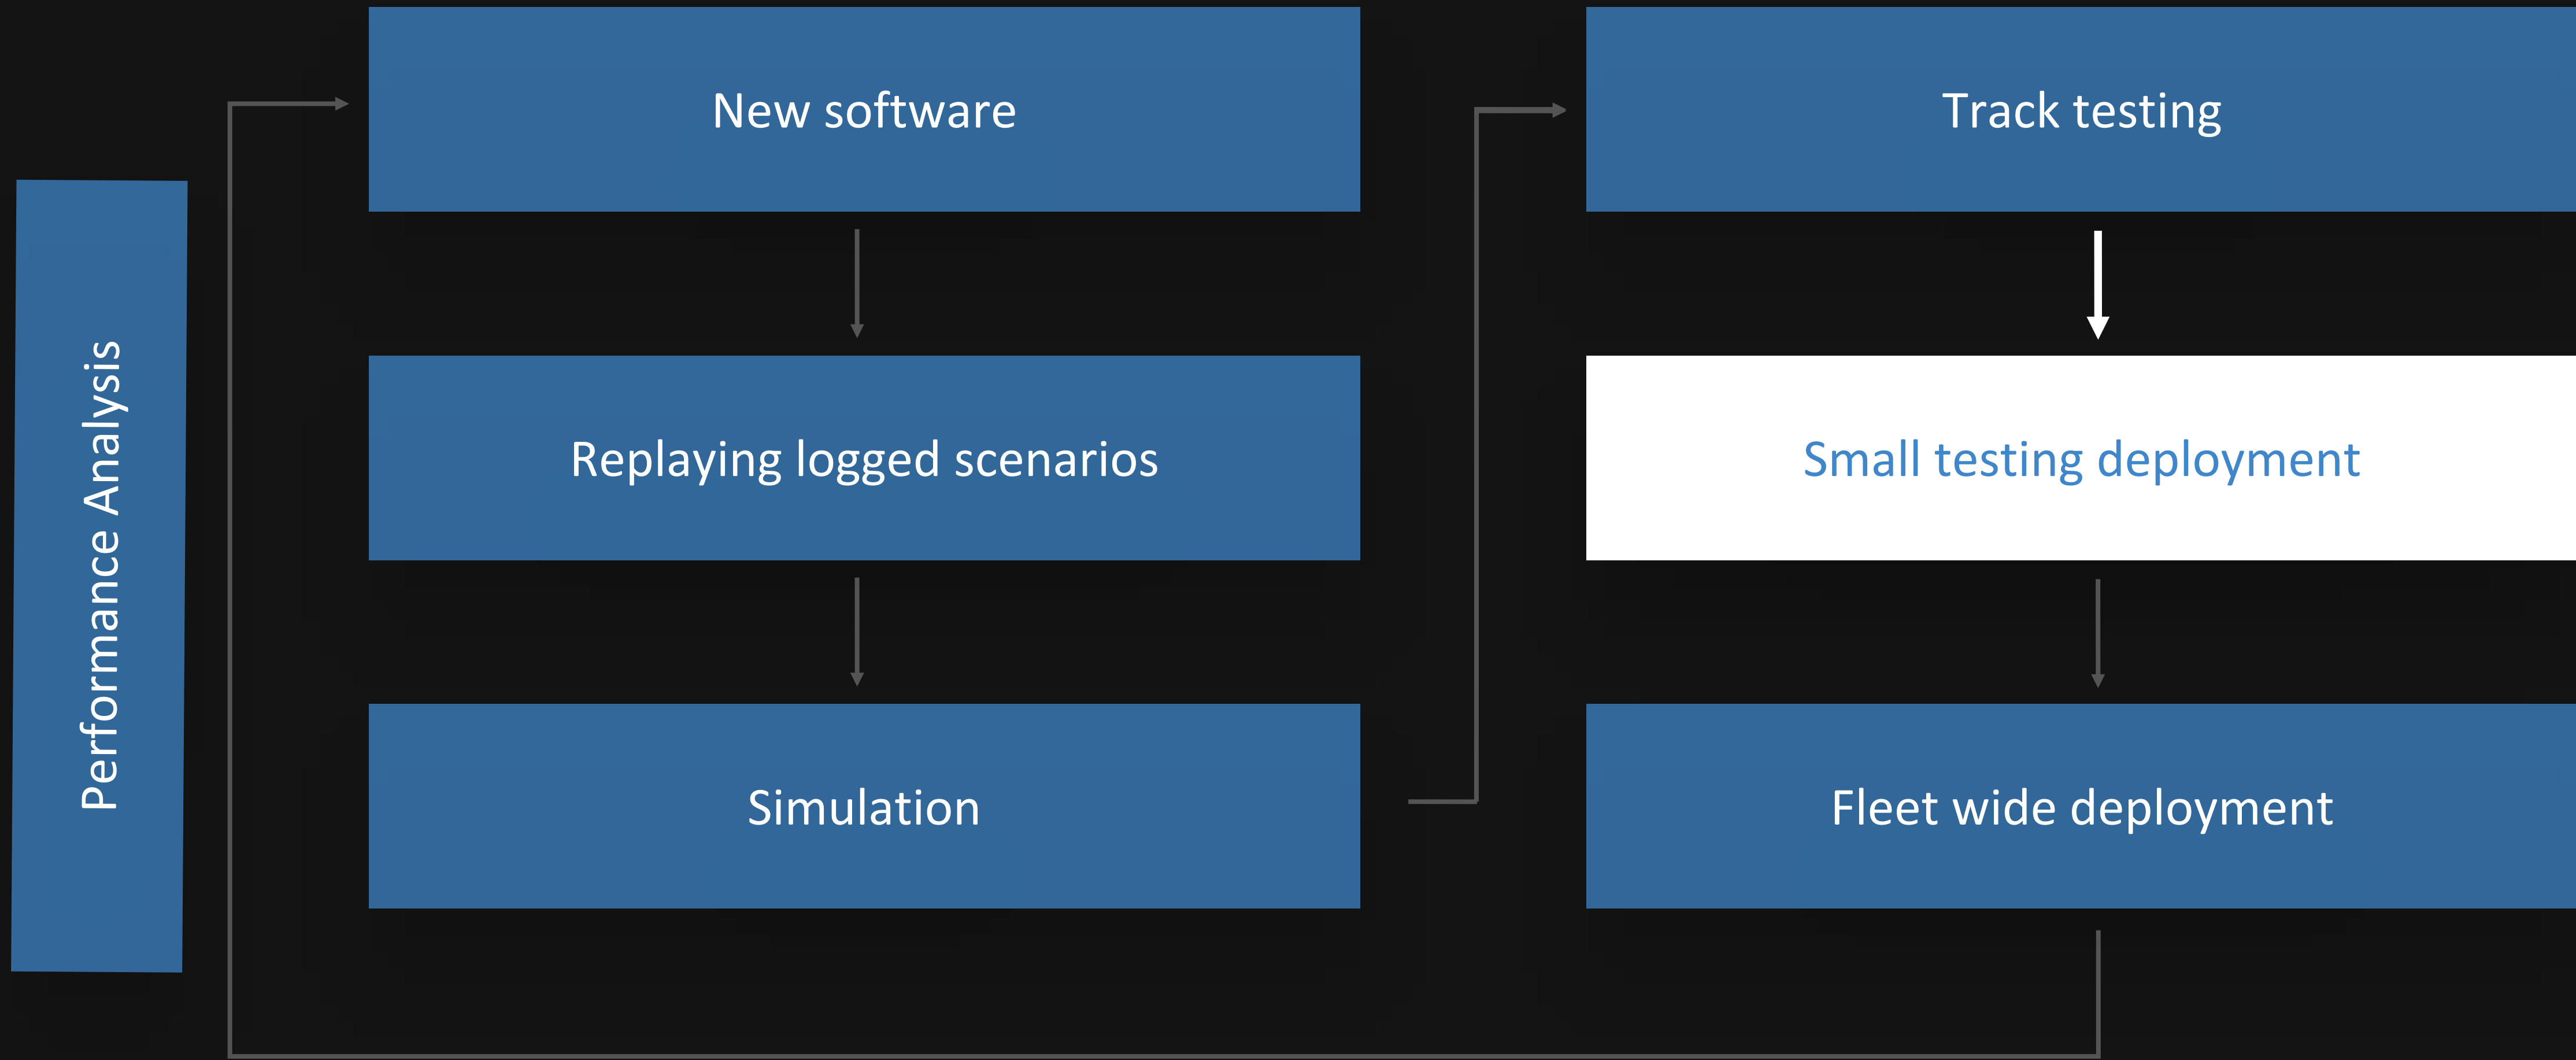 Performance Analysis
New software
Replaying logged scenarios
Simulation
Track testing
Small testing deployment
Fleet wide deployment